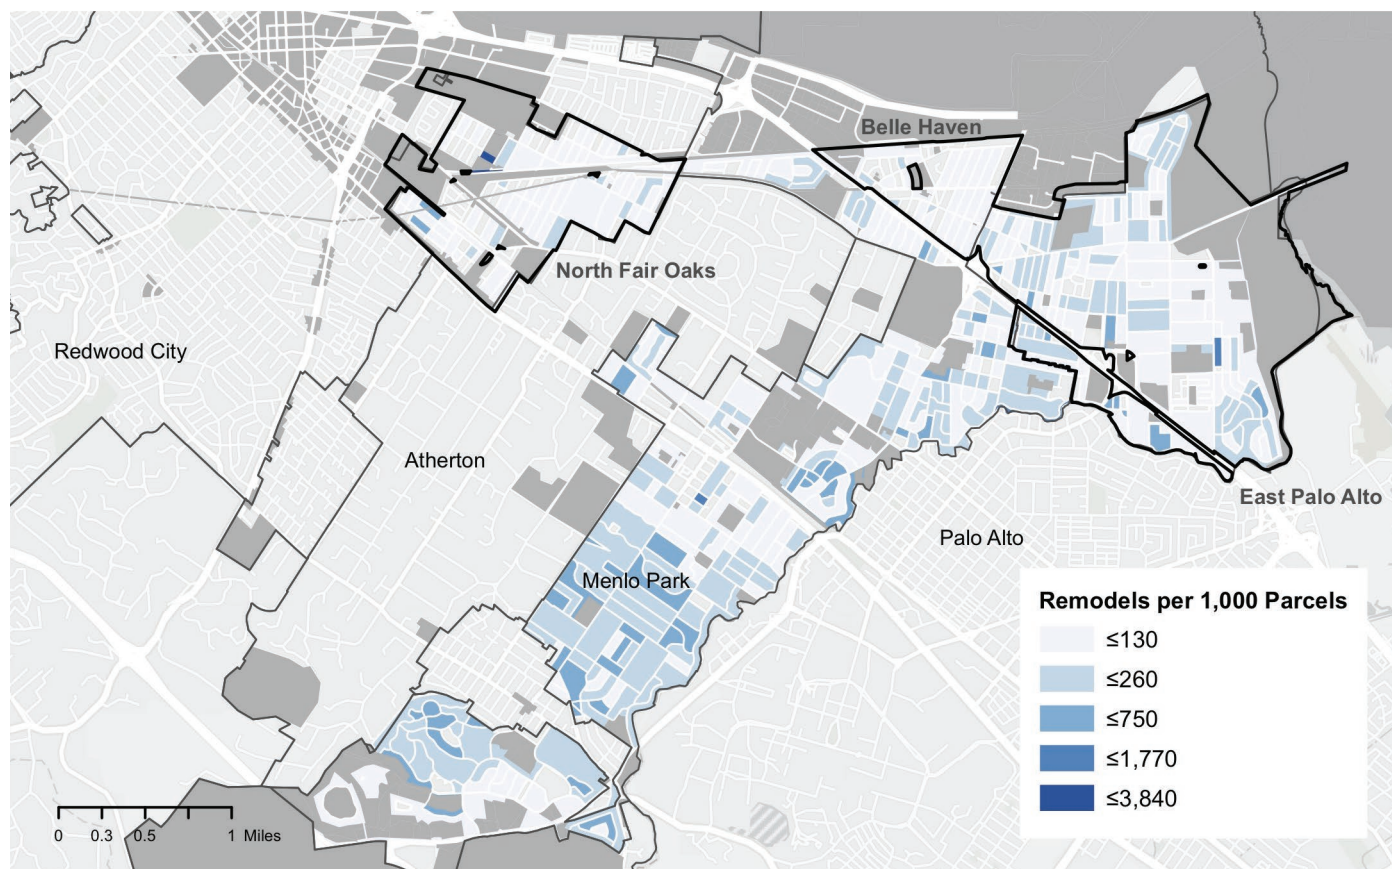 Belle Haven
North Fair Oaks
Redwood City
Atherton
East Palo Alto
Palo Alto
Menlo Park
Remodels per 1,000 Parcels
≤130
≤260
≤750
≤1,770
≤3,840
0 0.3 0.5 1 Miles